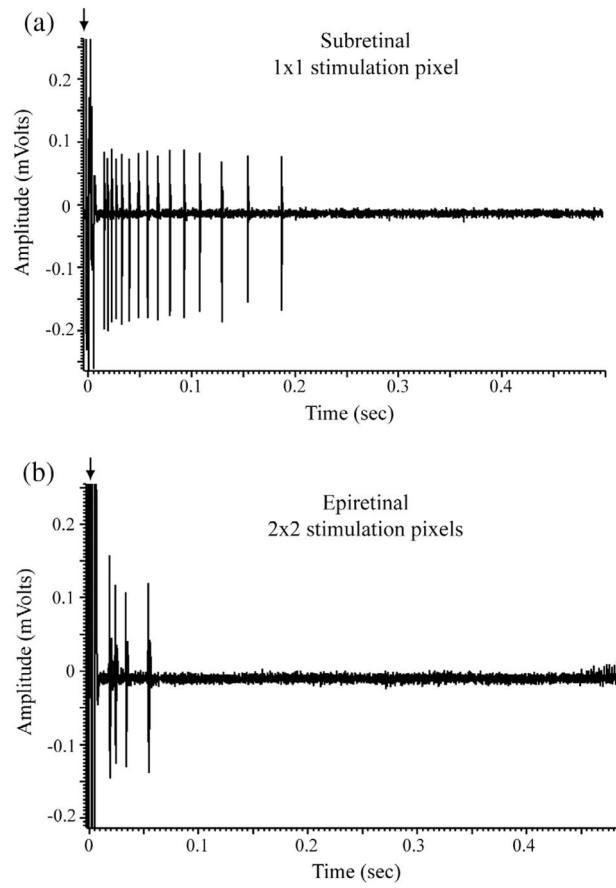 (a)
Subretinal
1x1 stimulation pixel
Amplitude (mVolts)
0.2
0.1
0
-0.1
-0.2
0 0.1 0.2 0.3 0.4
Time (sec)
(b)
Epiretinal
2x2 stimulation pixels
Amplitude (mVolts)
0.2
0.1
0
-0.1
-0.2
0 0.1 0.2 0.3 0.4
Time (sec)